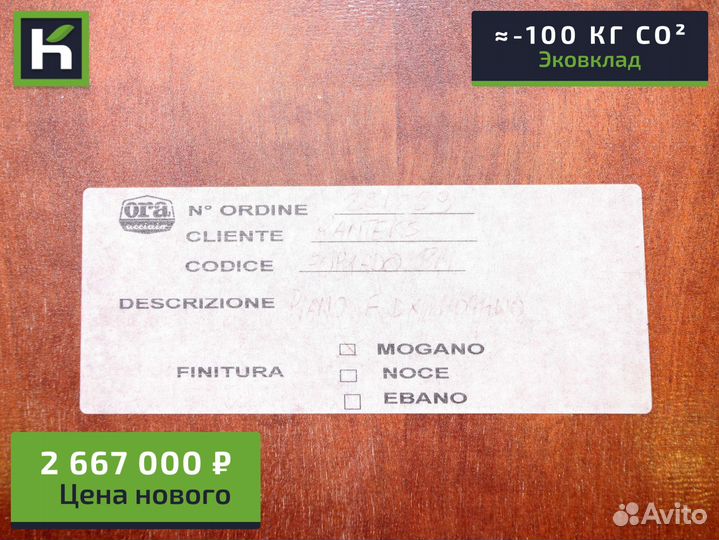 K
≈-100 КГ CO²
Эковклад
ora
acciaio
N° ORDINE
CLIENTE
CODICE
DESCRIZIONE PIANO
FINITURA
MOGANO
NOCE
EBANO
2 667 000 ₽
Цена нового
Avito